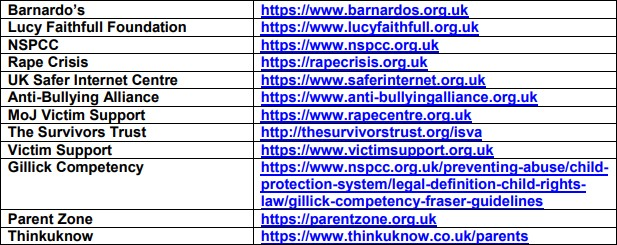 Barnardo's https://www.barnardos.org.uk
Lucy Faithfull Foundation https://www.lucyfaithfull.org.uk
NSPCC https://www.nspcc.org.uk
Rape Crisis https://rapecrisis.org.uk
UK Safer Internet Centre https://www.saferinternet.org.uk
Anti-Bullying Alliance https://www.anti-bullyingalliance.org.uk
MoJ Victim Support https://www.rapecentre.org.uk
The Survivors Trust http://thesurvivorstrust.org/isva
Victim Support https://www.victimsupport.org.uk
Gillick Competency https://www.nspcc.org.uk/preventing-abuse/child-
protection-system/legal-definition-child-rights-
law/gillick-competency-fraser-guidelines
Parent Zone https://parentzone.org.uk
Thinkuknow https://www.thinkuknow.co.uk/parents